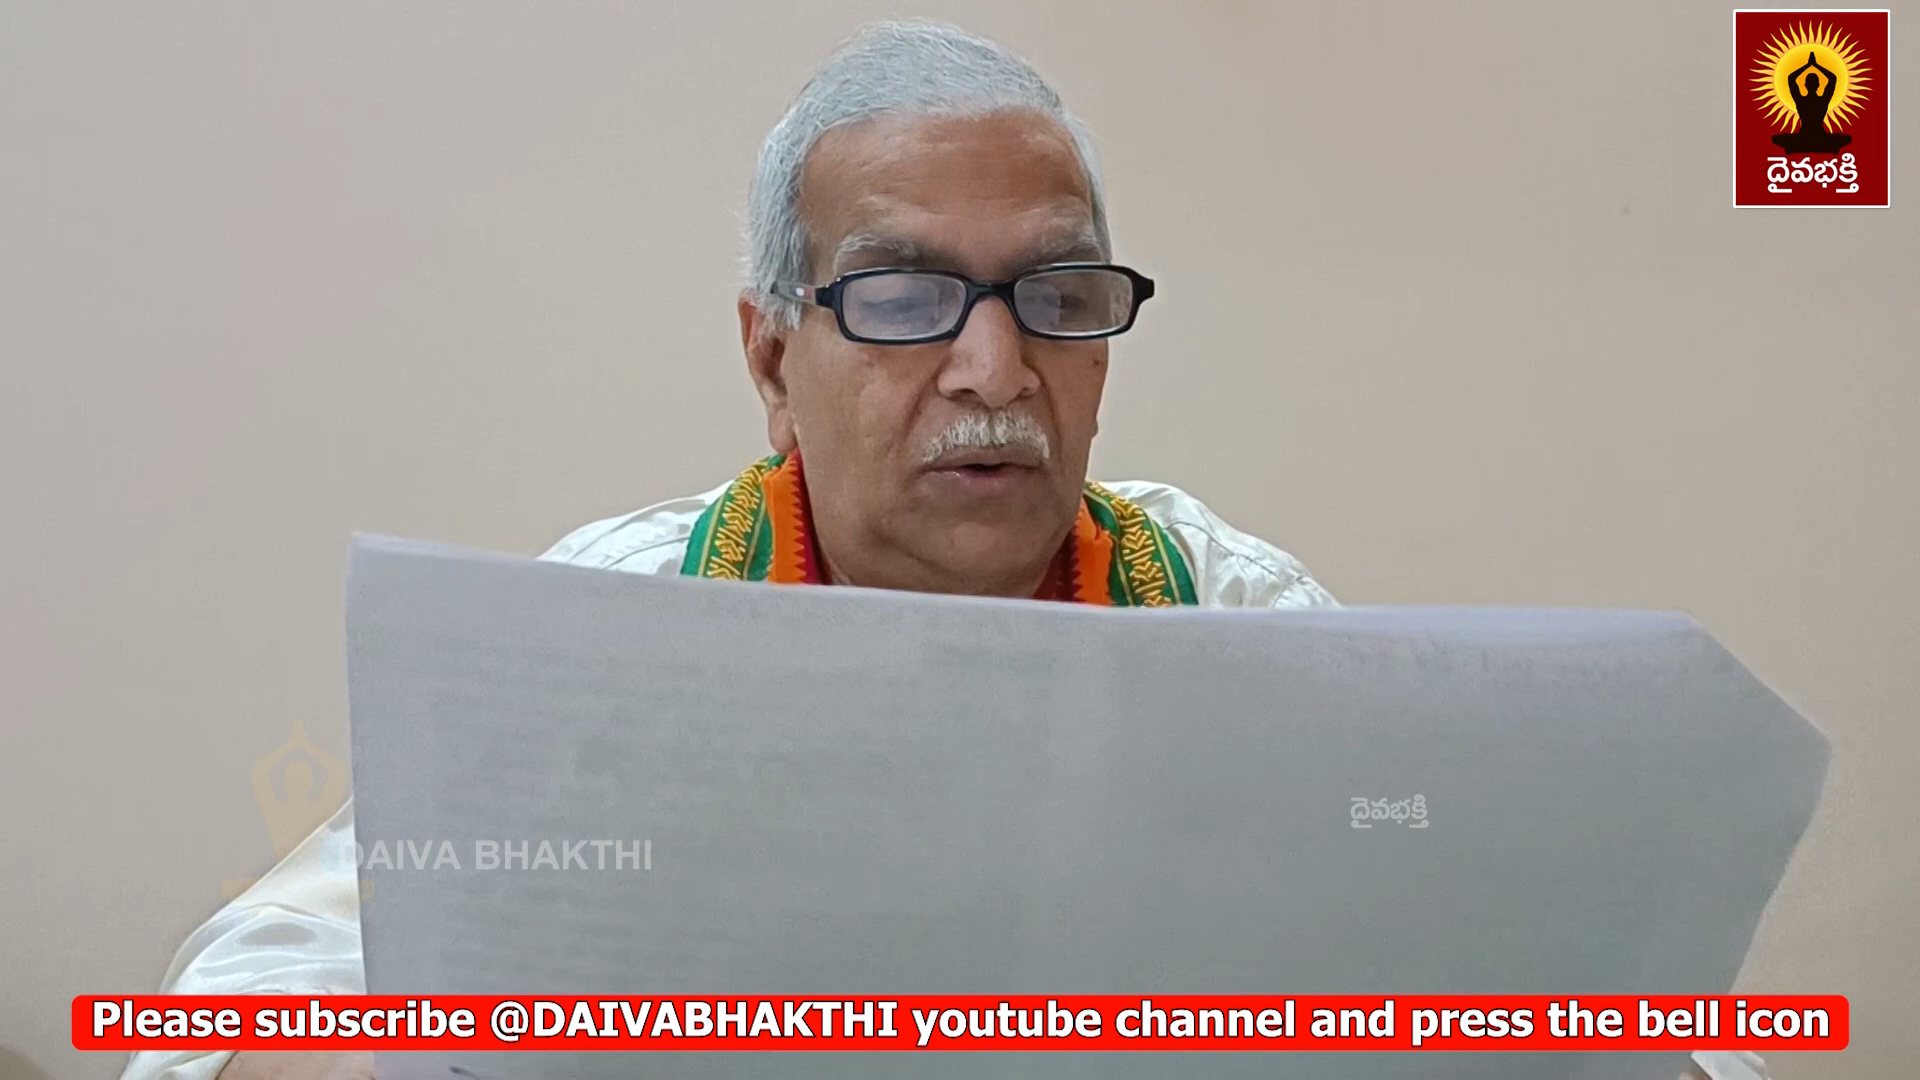 దైవభక్తి
దైవభక్తి
DAIVA BHAKTHI
Please subscribe @DAIVABHAKTHI youtube channel and press the bell icon